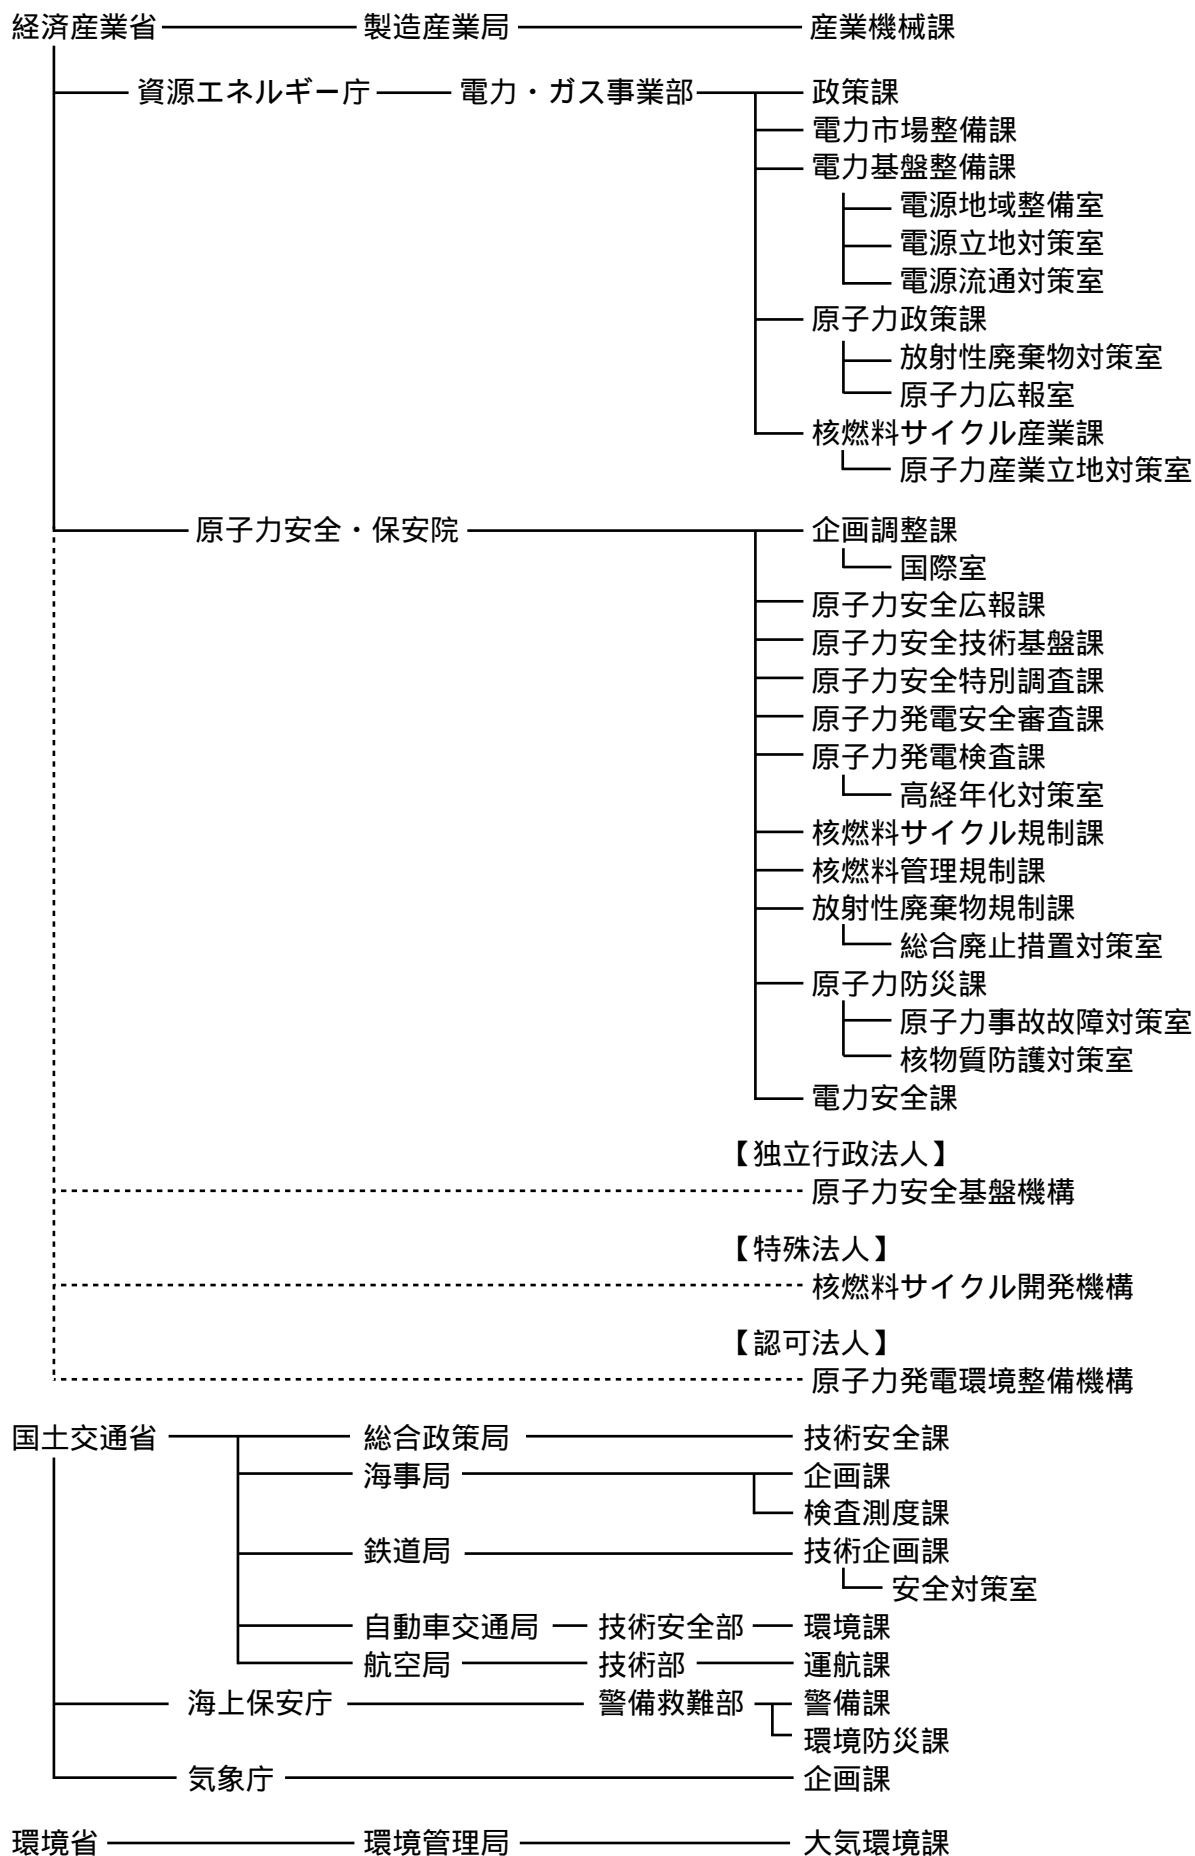 経済産業省 製造産業局 産業機械課
資源エネルギー庁 電力・ガス事業部 政策課
電力市場整備課
電力基盤整備課
電源地域整備室
電源立地対策室
電源流通対策室
原子力政策課
放射性廃棄物対策室
原子力広報室
核燃料サイクル産業課
原子力産業立地対策室
原子力安全・保安院 企画調整課
国際室
原子力安全広報課
原子力安全技術基盤課
原子力安全特別調査課
原子力発電安全審査課
原子力発電検査課
高経年化対策室
核燃料サイクル規制課
核燃料管理規制課
放射性廃棄物規制課
総合廃止措置対策室
原子力防災課
原子力事故故障対策室
核物質防護対策室
電力安全課
【独立行政法人】
原子力安全基盤機構
【特殊法人】
核燃料サイクル開発機構
【認可法人】
原子力発電環境整備機構
国土交通省 総合政策局 技術安全課
海事局 企画課
検査測度課
鉄道局 技術企画課
安全対策室
自動車交通局 技術安全部 環境課
航空局 技術部 運航課
海上保安庁 警備救難部 警備課
環境防災課
気象庁 企画課
環境省 環境管理局 大気環境課